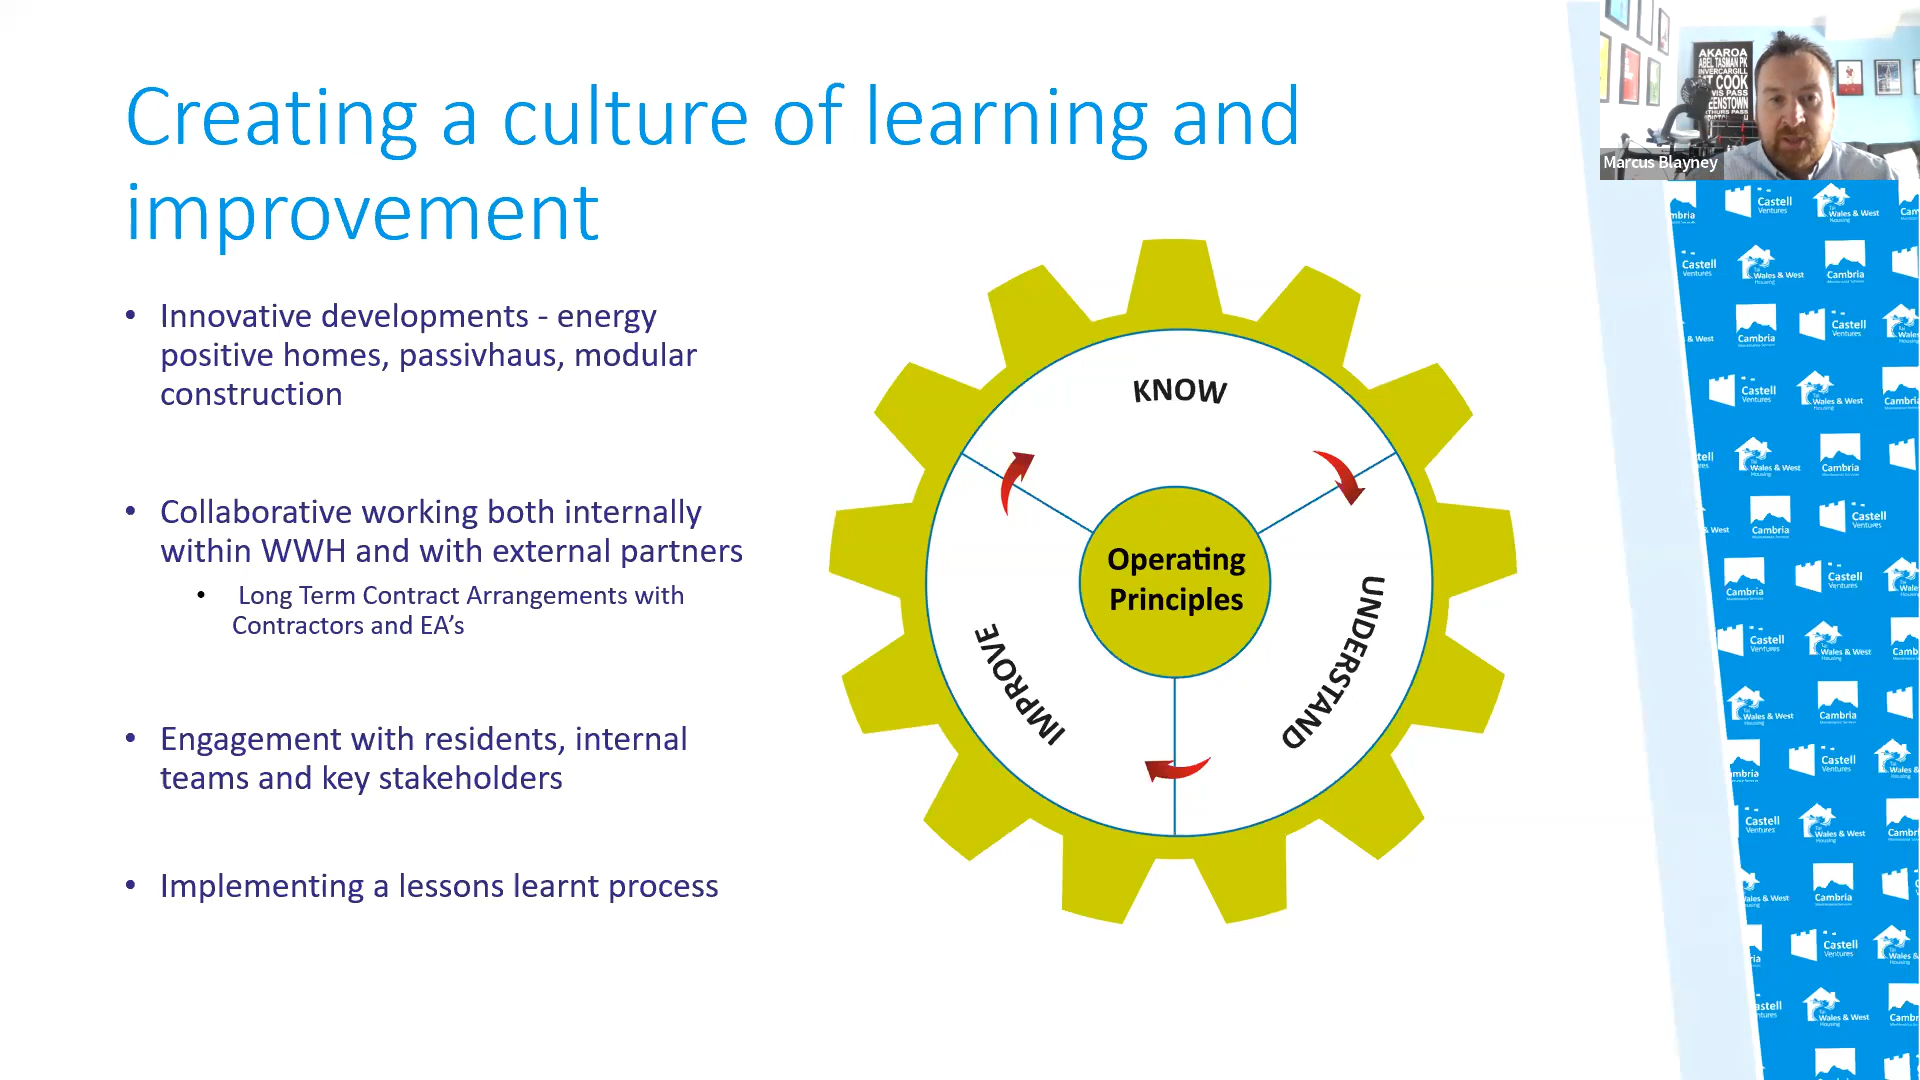 Creating a culture of learning and
improvement
• Innovative developments - energy
positive homes, passivhaus, modular
construction
• Collaborative working both internally
within WWH and with external partners
• Long Term Contract Arrangements with
Contractors and EA’s
• Engagement with residents, internal
teams and key stakeholders
• Implementing a lessons learnt process
KNOW
UNDERSTAND
IMPROVE
Operating
Principles
AKAROA
ABEL TASMAN PK
INVERCARGILL
MT COOK
Marcus Blayney
Castell
Ventures
Wales & West
Housing
Cambria